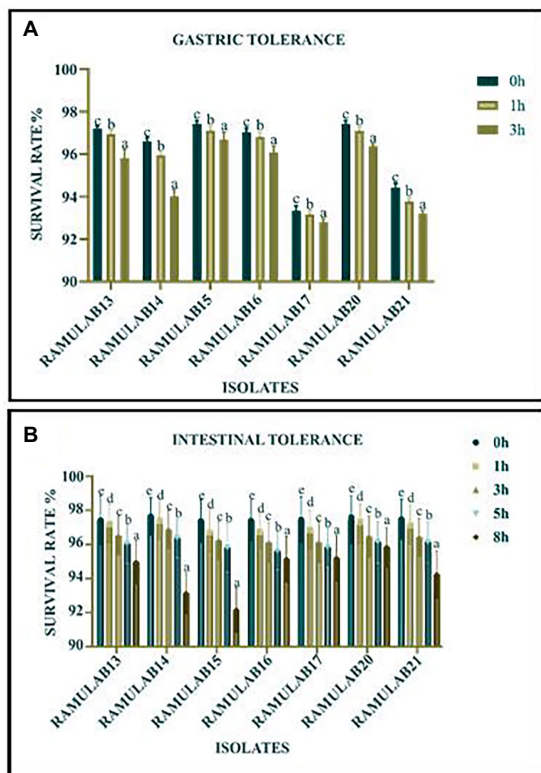 A
GASTRIC TOLERANCE
SURVIVAL RATE %
100
98
96
94
92
90
c b a c b a c b a c b a c b a c b a c b a
0h
1h
3h
RAMULAB13
RAMULAB14
RAMULAB15
RAMULAB16
RAMULAB17
RAMULAB20
RAMULAB21
ISOLATES
B
INTESTINAL TOLERANCE
SURVIVAL RATE %
100
98
96
94
92
90
e d c b a e d c b a e d c b a e d c b a e d c b a e d c b a e d c b a
0h
1h
3h
5h
8h
RAMULAB13
RAMULAB14
RAMULAB15
RAMULAB16
RAMULAB17
RAMULAB20
RAMULAB21
ISOLATES